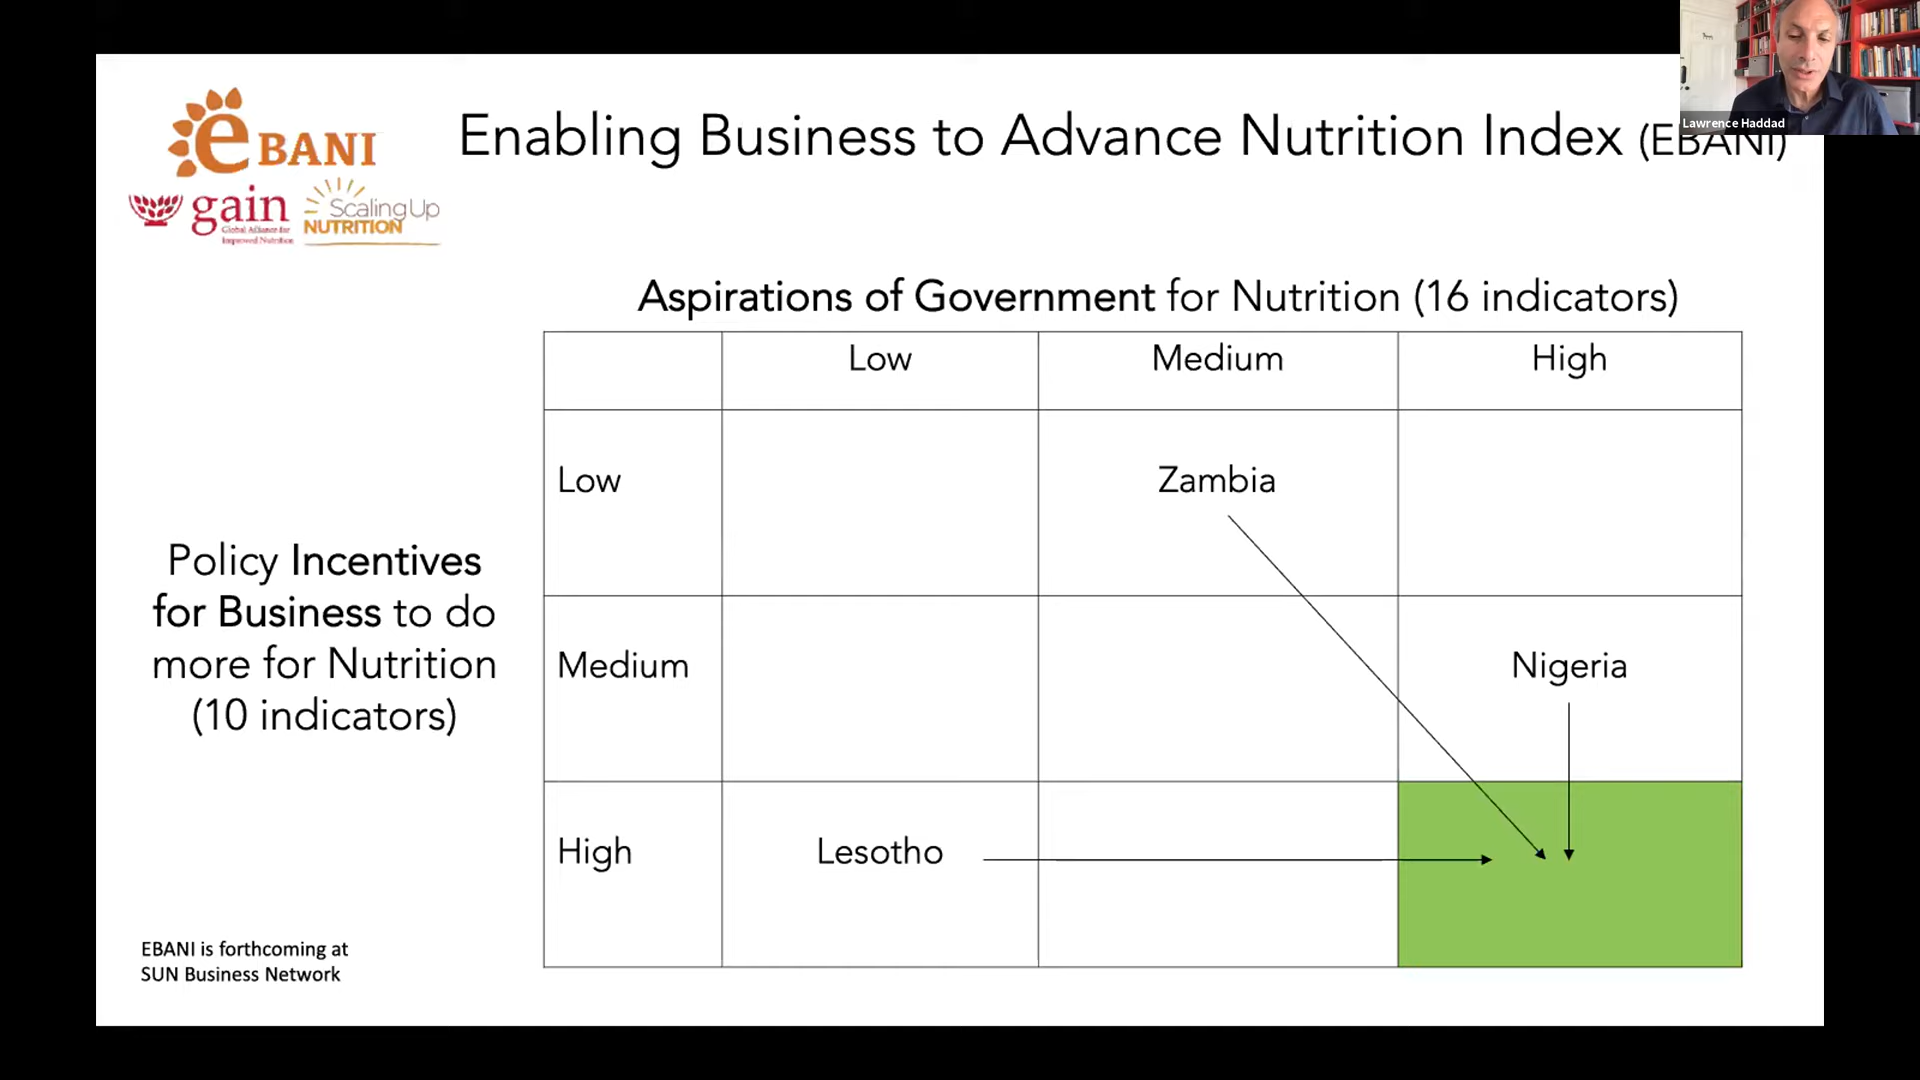 Lawrence Haddad
eBANI
gain
Global Alliance for
Improved Nutrition
Scaling Up
NUTRITION
Enabling Business to Advance Nutrition Index (EBANI)
Aspirations of Government for Nutrition (16 indicators)
Low Medium High
Low Zambia
Medium Nigeria
High Lesotho
Policy Incentives
for Business to do
more for Nutrition
(10 indicators)
EBANI is forthcoming at
SUN Business Network